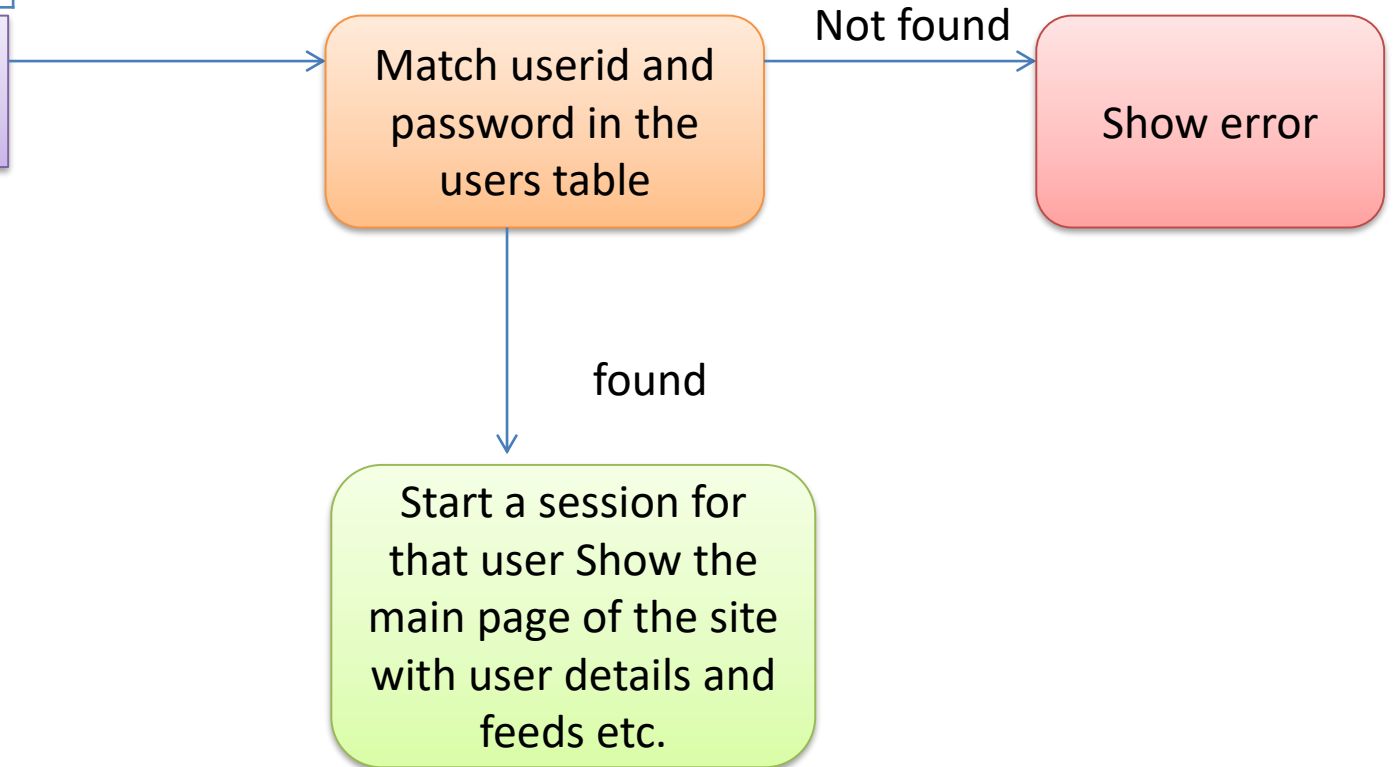 Not found
Match userid and
password in the
users table
Show error
found
Start a session for
that user Show the
main page of the site
with user details and
feeds etc.